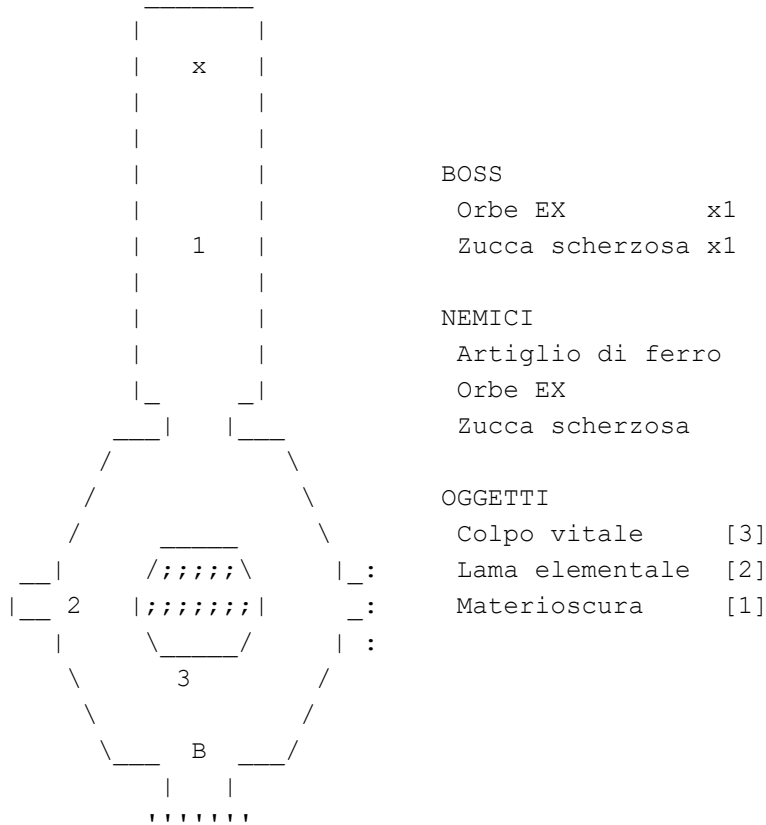 x
BOSS
Orbe EX x1
1 Zucca scherzosa x1
NEMICI
Artiglio di ferro
Orbe EX
Zucca scherzosa
OGGETTI
Colpo vitale [3]
Lama elementale [2]
2 Materioscura [1]
3
B